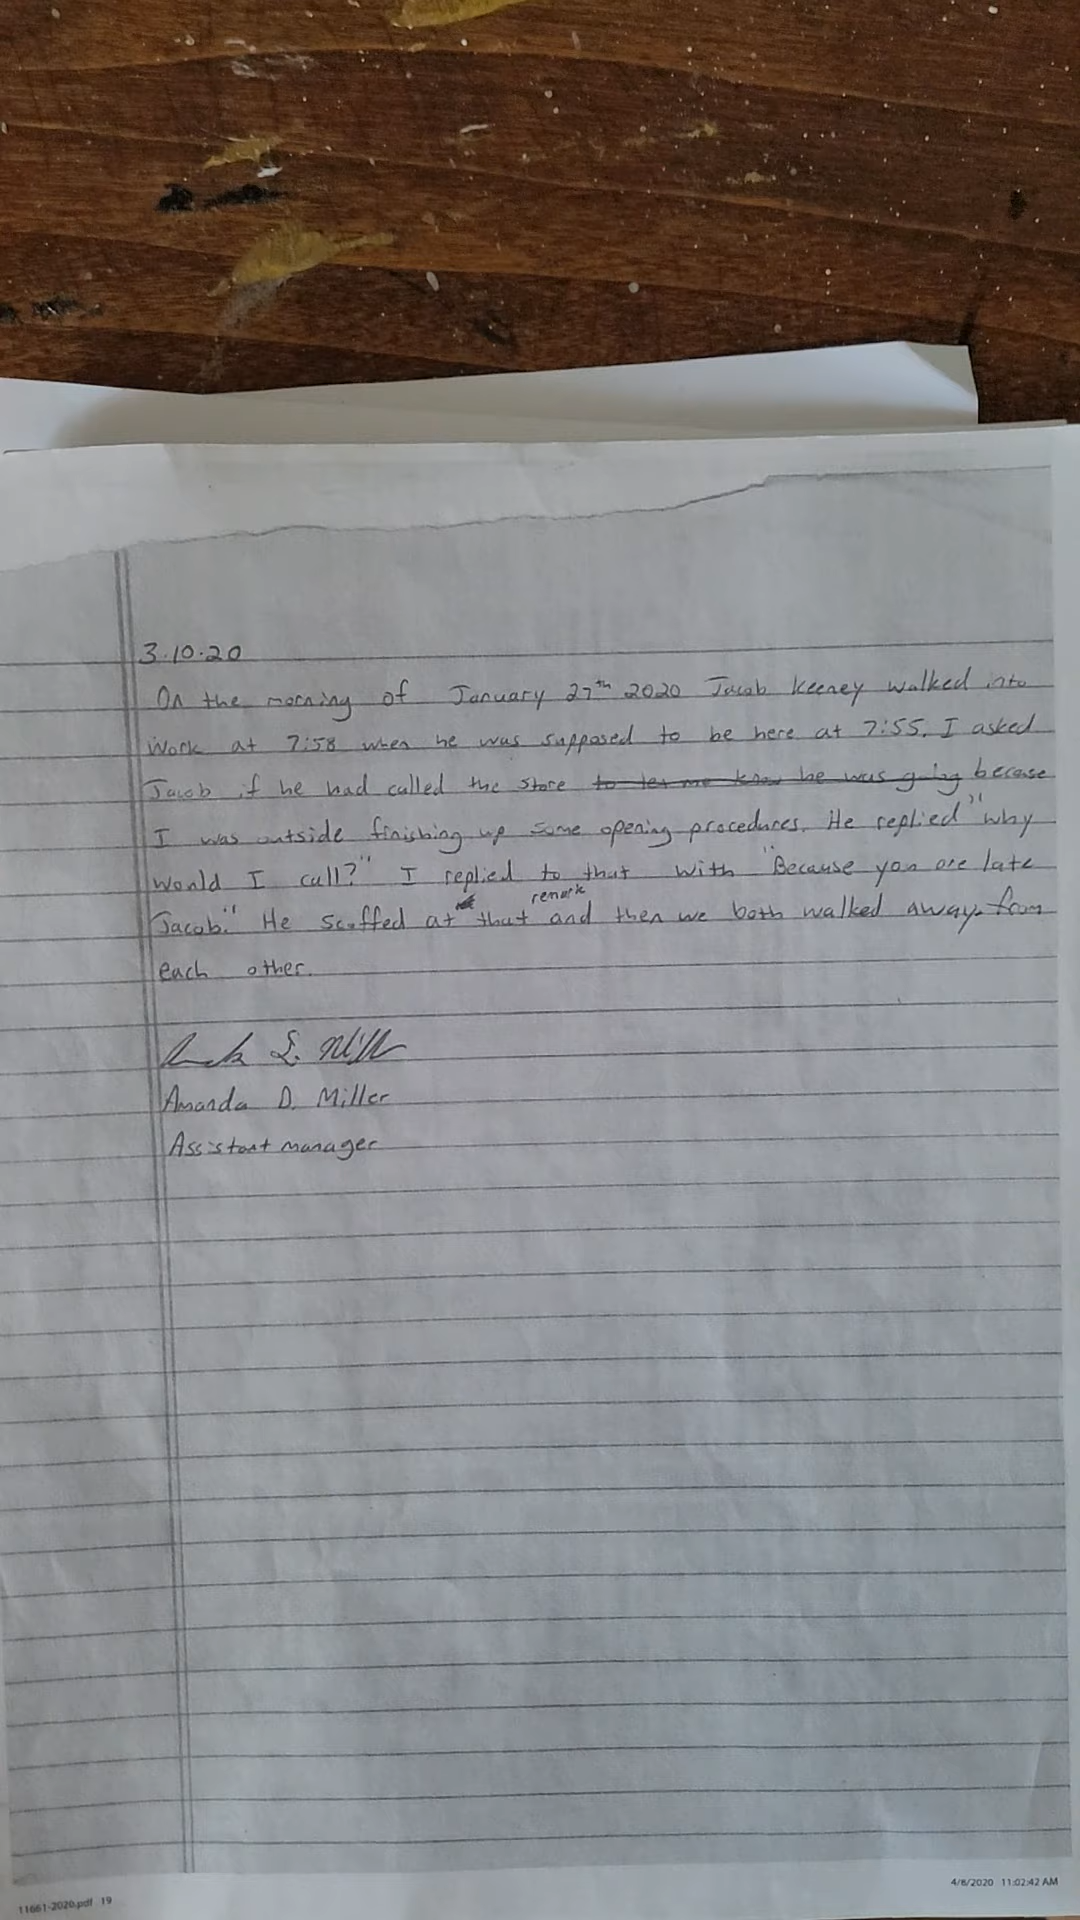 3.10.20
On the morning of January 27th 2020 Jacob Keeney walked into
work at 7:58 when he was supposed to be here at 7:55. I asked
Jacob if he had called the store to let me know he was going becase
I was outside finishing up some opening procedures. He replied "why
would I call?" I replied to that with "Because you are late
remark
Jacob." He scoffed at that and then we both walked away from
each other.
Amanda D. Miller
Assistant manager
4/8/2020 11:02:42 AM
11661-2020.pdf 19